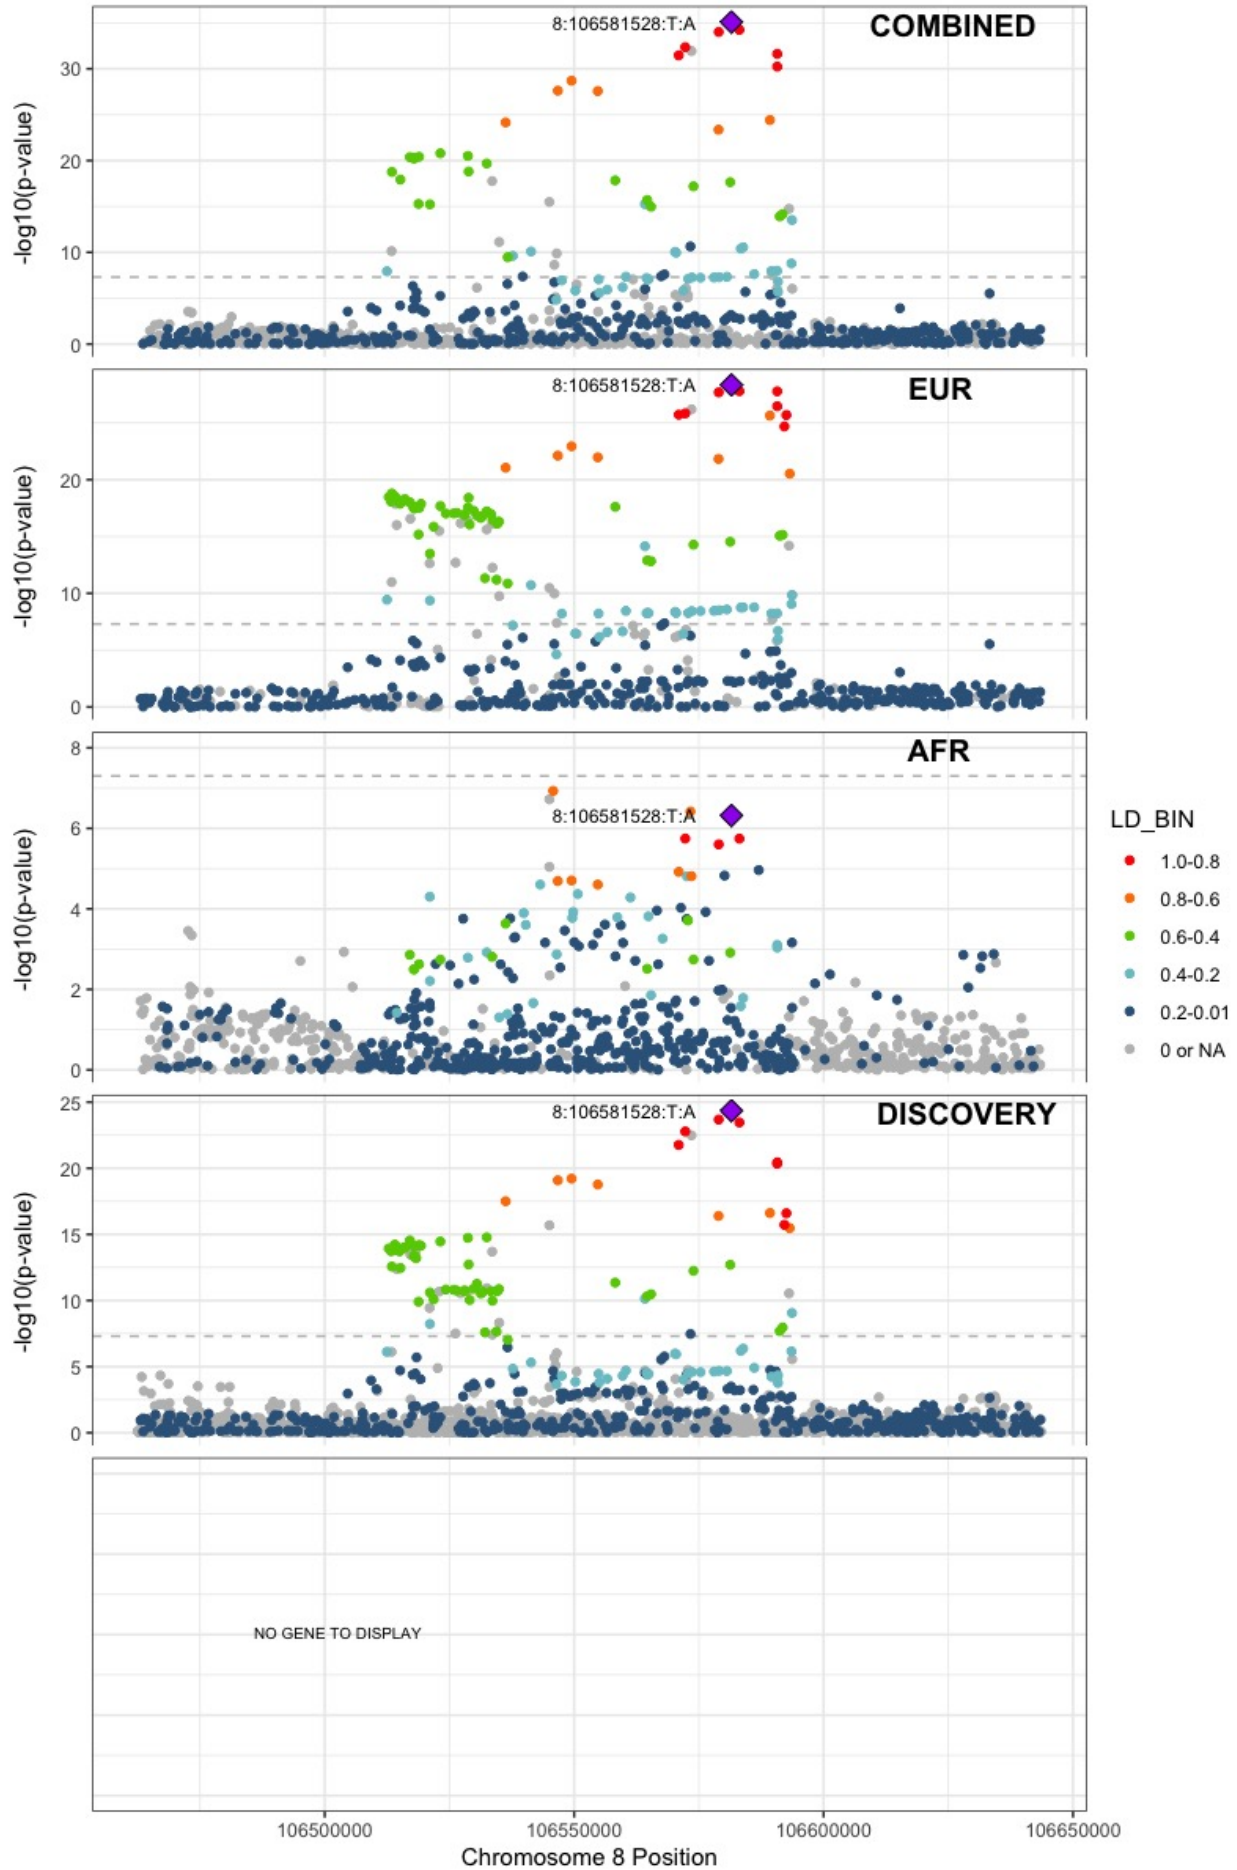 8:106581528:T:A
COMBINED
-log10(p-value)
30
20
10
0
8:106581528:T:A
EUR
-log10(p-value)
20
10
0
AFR
8:106581528:T:A
-log10(p-value)
8
6
4
2
0
8:106581528:T:A
DISCOVERY
-log10(p-value)
25
20
15
10
5
0
LD_BIN
1.0-0.8
0.8-0.6
0.6-0.4
0.4-0.2
0.2-0.01
0 or NA
NO GENE TO DISPLAY
106500000 106550000 106600000 106650000
Chromosome 8 Position